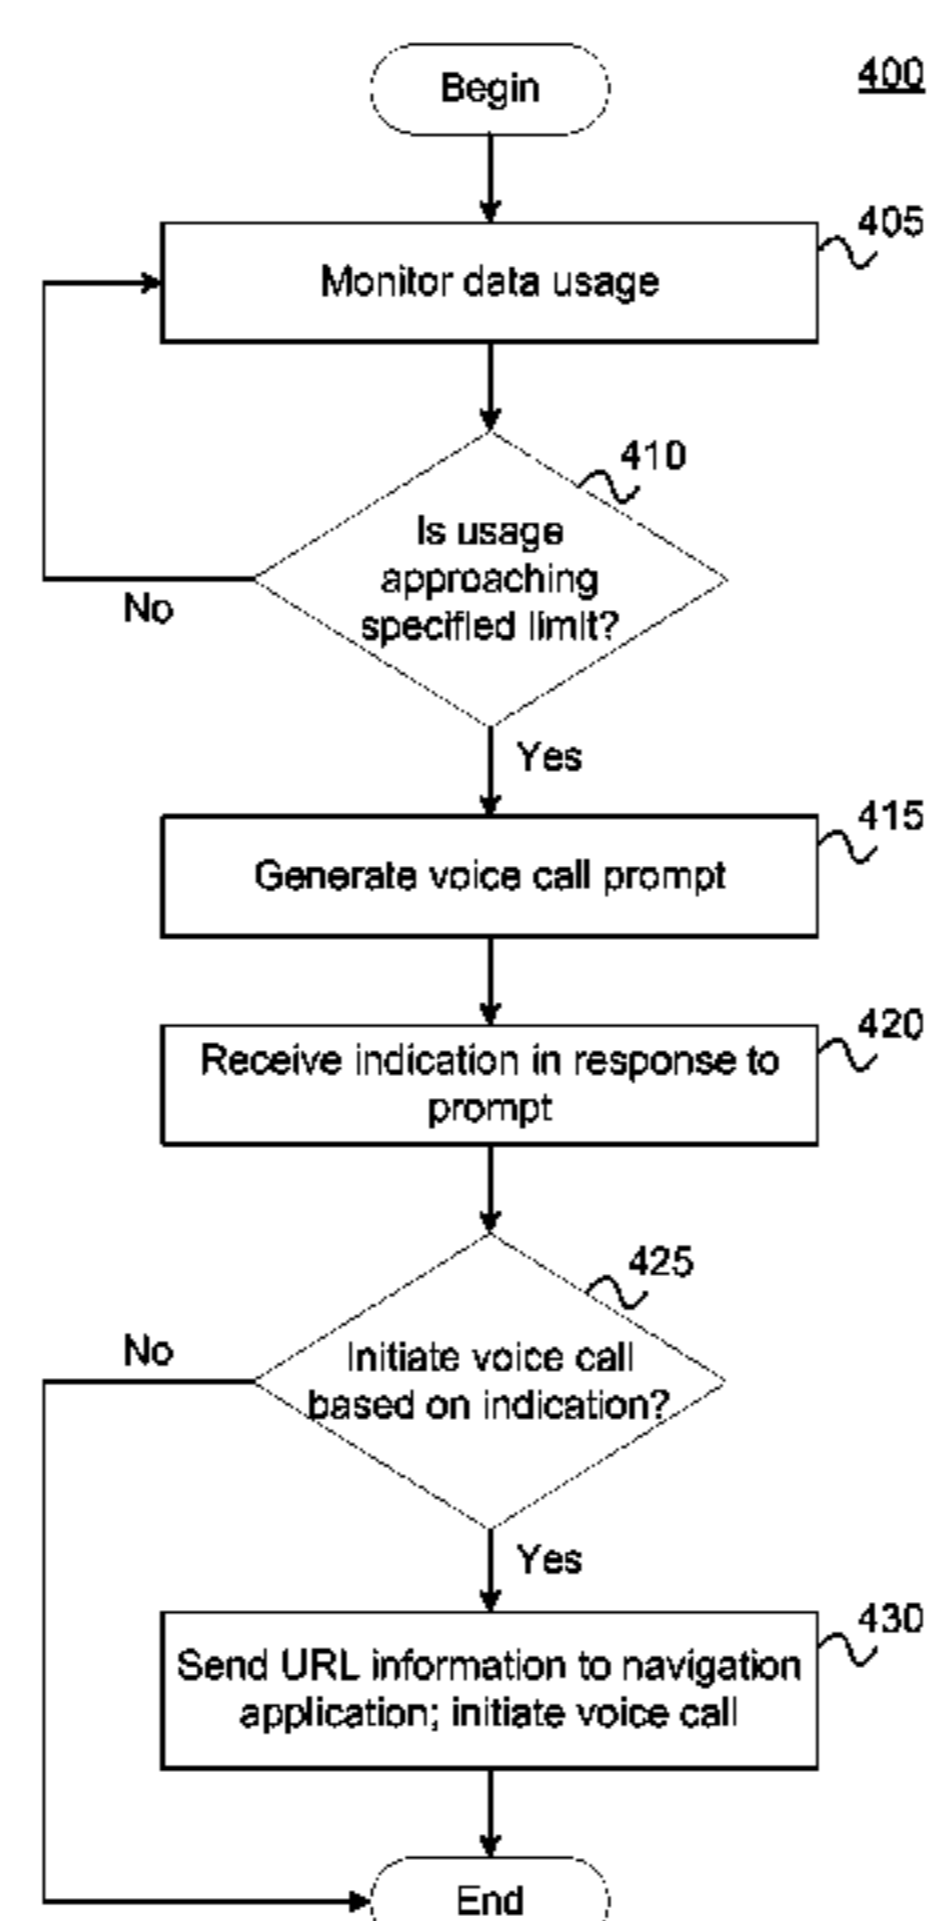 Begin
400
405
Monitor data usage
410
Is usage
approaching
specified limit?
No
Yes
415
Generate voice call prompt
420
Receive indication in response to
prompt
425
No
Initiate voice call
based on indication?
Yes
430
Send URL information to navigation
application; initiate voice call
End